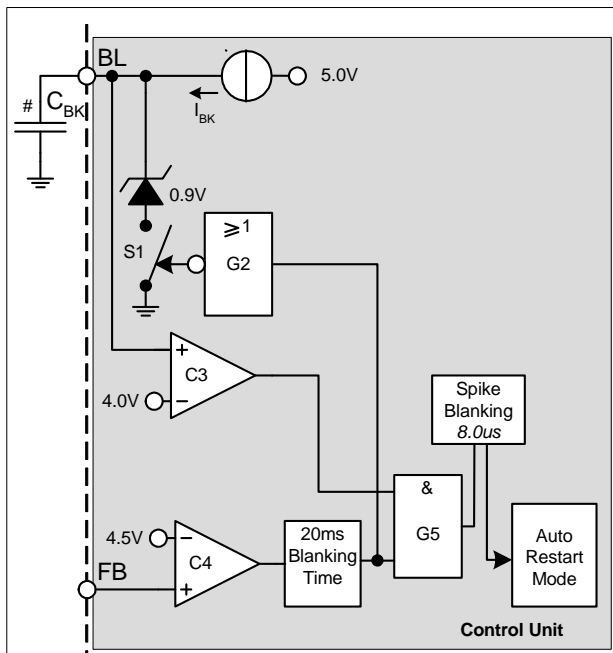 BL
5.0V
#
C_BK
I_BK
0.9V
S1
≥1
G2
C3
4.0V
Spike
Blanking
8.0us
&
G5
4.5V
C4
20ms
Blanking
Time
Auto
Restart
Mode
FB
Control Unit